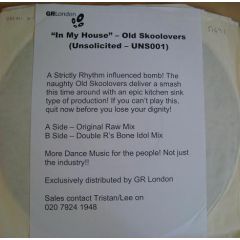 GRLondon
"In My House" – Old Skoolovers
(Unsolicited – UNS001)
A Strictly Rhythm influenced bomb! The
naughty Old Skoolovers deliver a smash
this time around with an epic kitchen sink
type of production! If you can't play this,
quit now before you lose your dignity!
A Side – Original Raw Mix
B Side – Double R's Bone Idol Mix
More Dance Music for the people! Not just
the industry!!
Exclusively distributed by GR London
Sales contact Tristan/Lee on
020 7924 1948